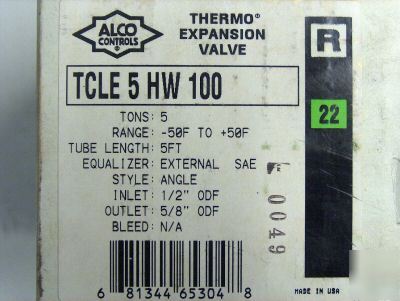 ALCO
CONTROLS®
THERMO®
EXPANSION
VALVE
R
TCLE 5 HW 100
22
TONS: 5
RANGE: -50F TO +50F
TUBE LENGTH: 5FT
EQUALIZER: EXTERNAL SAE
STYLE: ANGLE
INLET: 1/2" ODF
OUTLET: 5/8" ODF
BLEED: N/A
F 0049
6 81344 65304 8
MADE IN USA